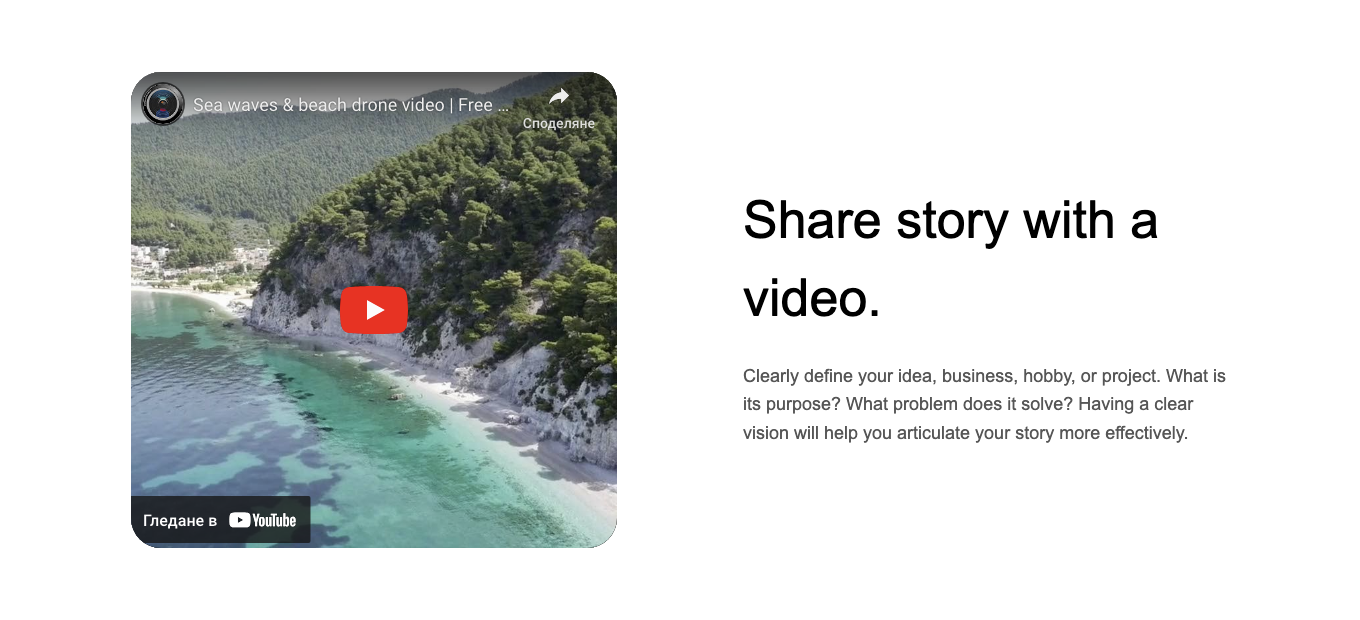 Sea waves & beach drone video | Free ...
Споделяне
Share story with a
video.
Clearly define your idea, business, hobby, or project. What is
its purpose? What problem does it solve? Having a clear
vision will help you articulate your story more effectively.
Гледане в YouTube